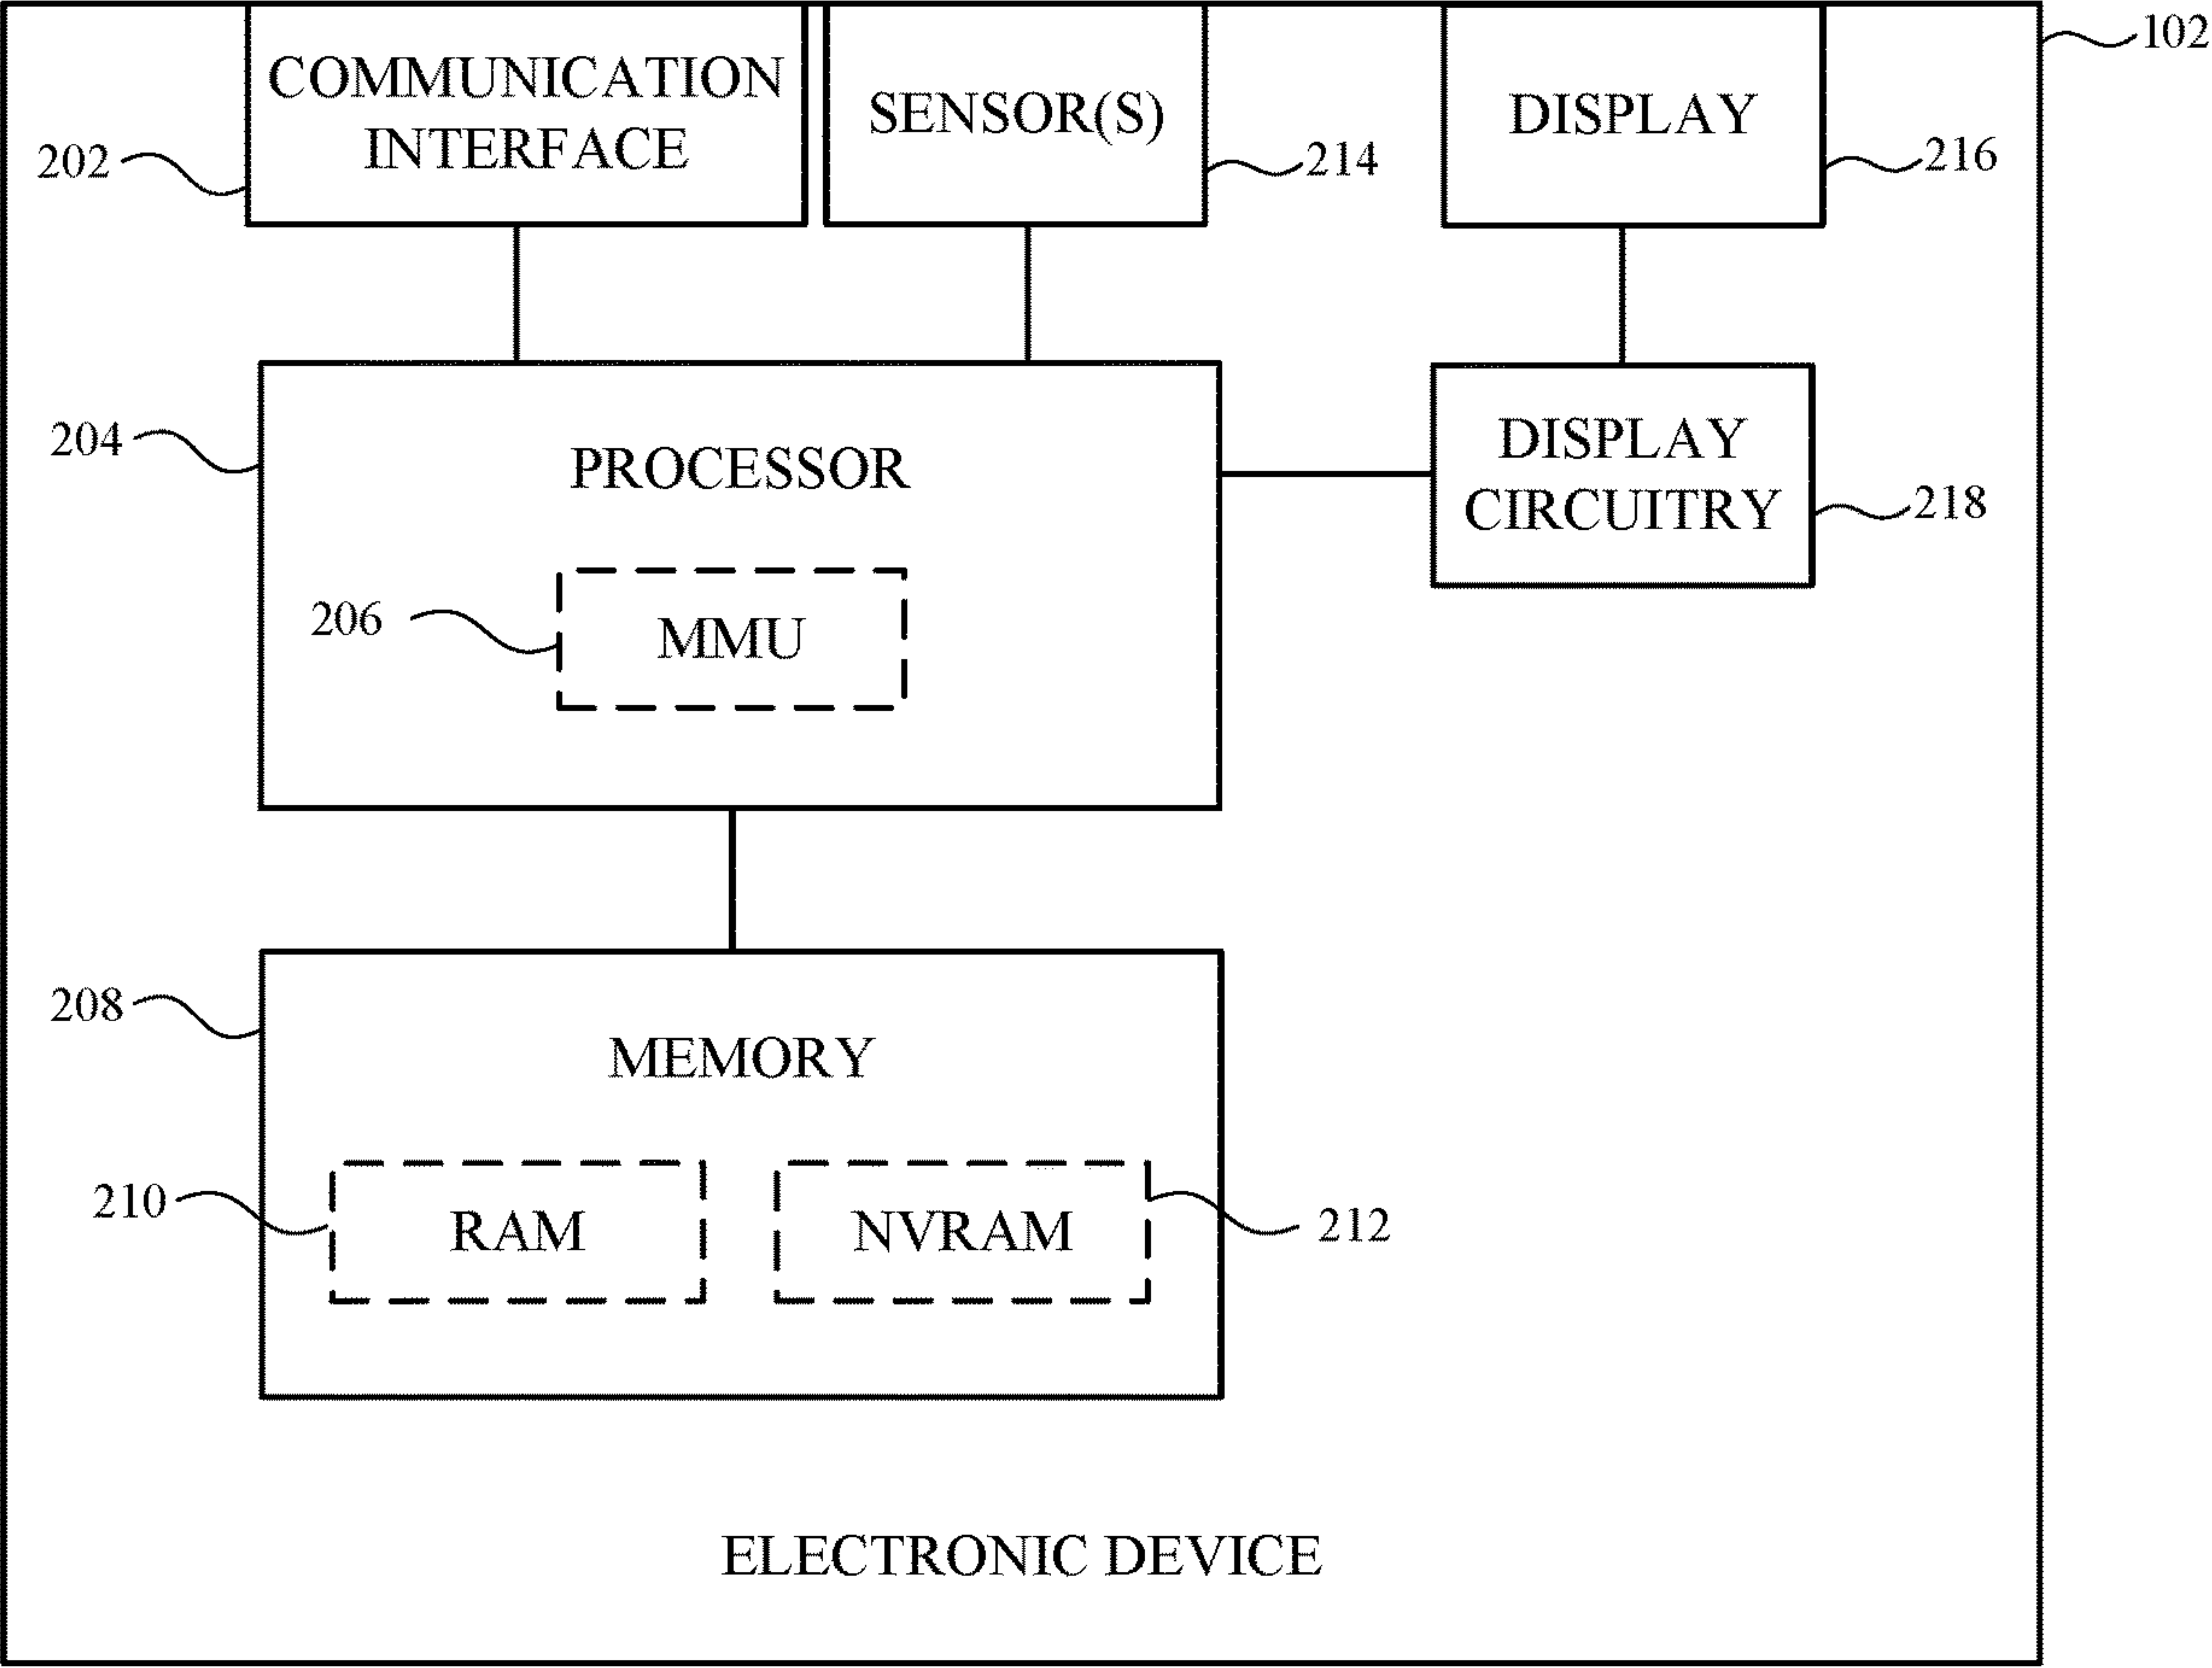 102
COMMUNICATION
INTERFACE
202
SENSOR(S)
214
DISPLAY
216
204
PROCESSOR
DISPLAY
CIRCUITRY
218
206
MMU
208
MEMORY
210
RAM
NVRAM
212
ELECTRONIC DEVICE